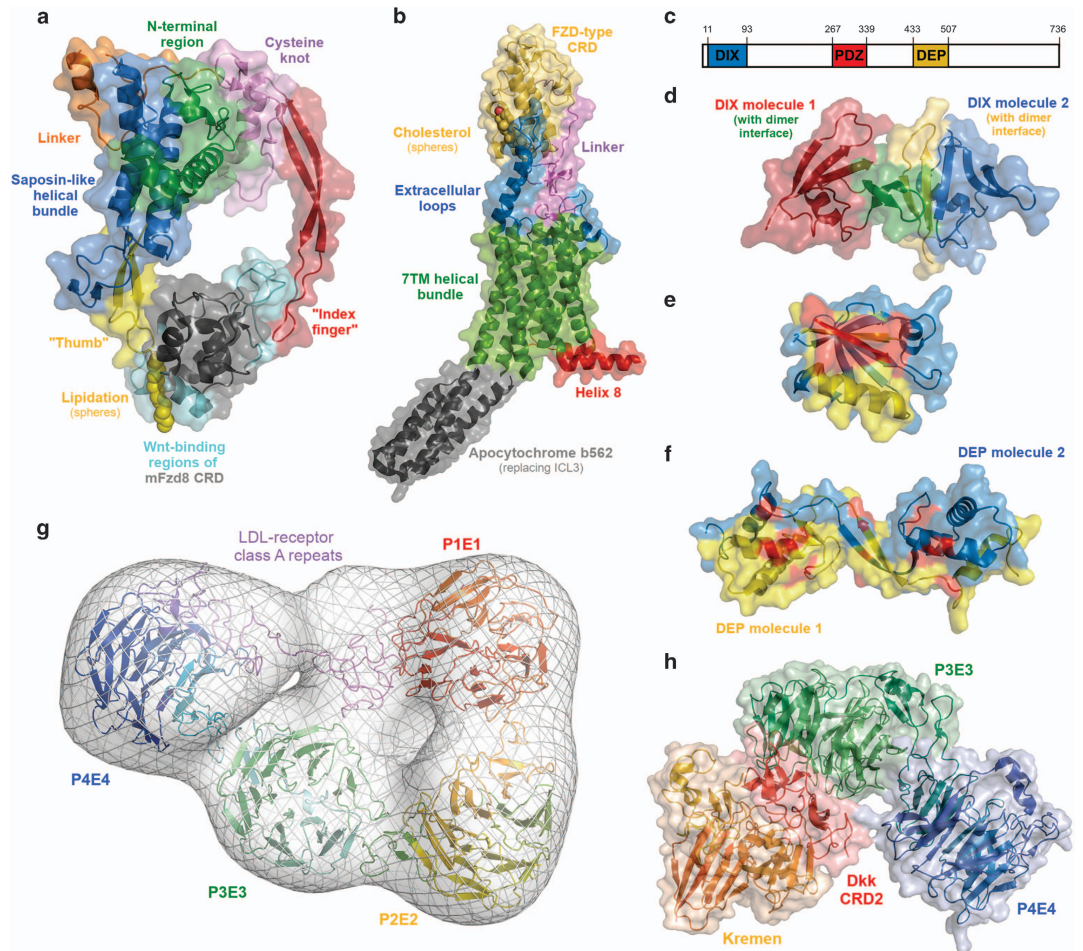 a
N-terminal
region
Cysteine
knot
Linker
Saposin-like
helical
bundle
"Thumb"
"Index
finger"
Lipidation
(spheres)
Wnt-binding
regions of
mFzd8 CRD
b
FZD-type
CRD
Cholesterol
(spheres)
Linker
Extracellular
loops
7TM helical
bundle
Helix 8
Apocytochrome b562
(replacing ICL3)
c
11 93 267 339 433 507 736
DIX PDZ DEP
d
DIX molecule 1
(with dimer
interface)
DIX molecule 2
(with dimer
interface)
e
f
DEP molecule 2
DEP molecule 1
g
LDL-receptor
class A repeats
P1E1
P4E4
P3E3
P2E2
h
P3E3
Dkk
CRD2
Kremen
P4E4